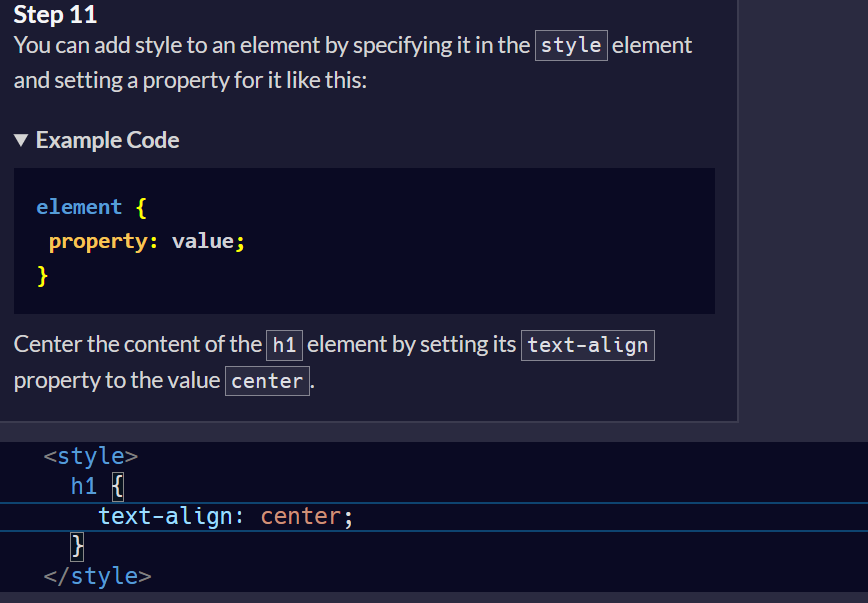 Step 11
You can add style to an element by specifying it in the style element
and setting a property for it like this:
▼ Example Code
element {
 property: value;
}
Center the content of the h1 element by setting its text-align
property to the value center.
<style>
  h1 {
    text-align: center;
  }
</style>